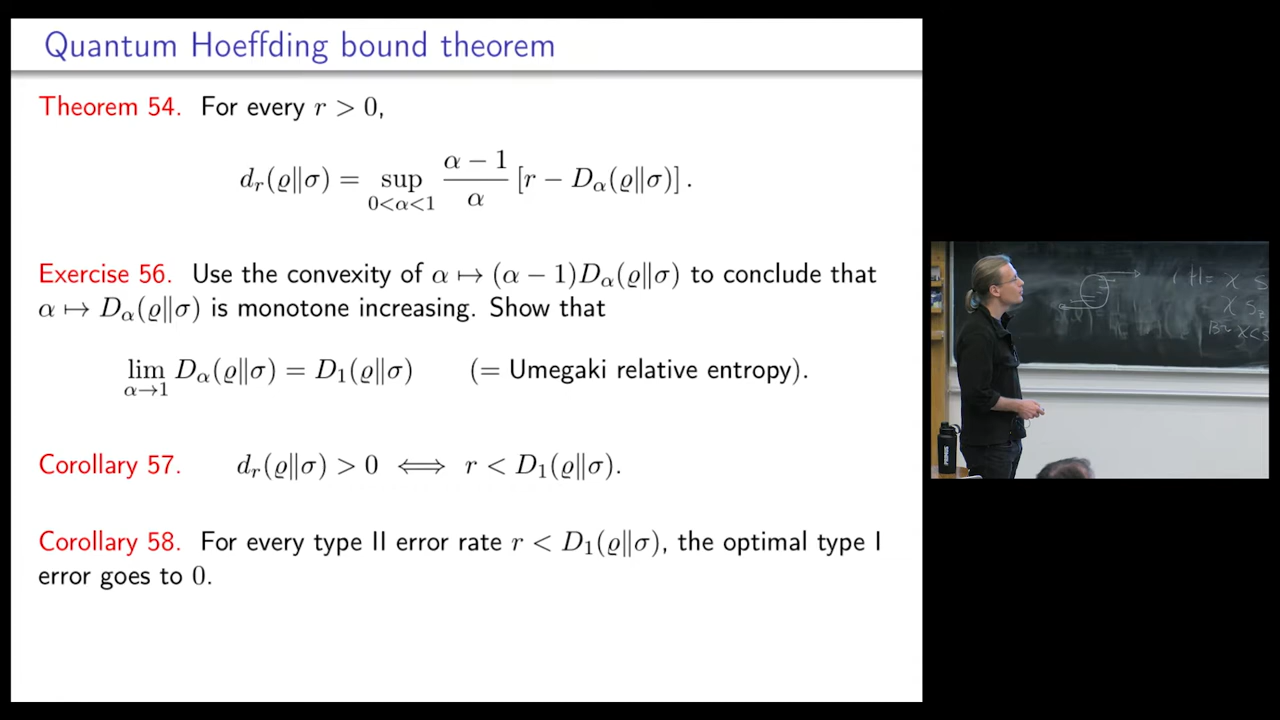 Quantum Hoeffding bound theorem
Theorem 54. For every r > 0,
d_r(ϱ‖σ) = sup_{0<α<1} \frac{α − 1}{α} [r − D_α(ϱ‖σ)] .
Exercise 56. Use the convexity of α ↦ (α − 1)D_α(ϱ‖σ) to conclude that
α ↦ D_α(ϱ‖σ) is monotone increasing. Show that
lim_{α→1} D_α(ϱ‖σ) = D_1(ϱ‖σ) (= Umegaki relative entropy).
Corollary 57. d_r(ϱ‖σ) > 0 ⟺ r < D_1(ϱ‖σ).
Corollary 58. For every type II error rate r < D_1(ϱ‖σ), the optimal type I
error goes to 0.